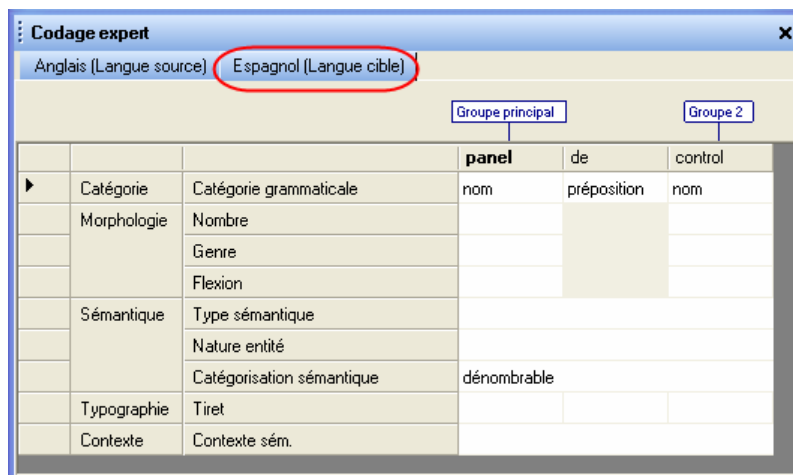 Codage expert
Anglais (Langue source) Espagnol (Langue cible)
Groupe principal Groupe 2
panel de control
Catégorie Catégorie grammaticale nom préposition nom
Morphologie Nombre
Genre
Flexion
Sémantique Type sémantique
Nature entité
Catégorisation sémantique dénombrable
Typographie Tiret
Contexte Contexte sém.